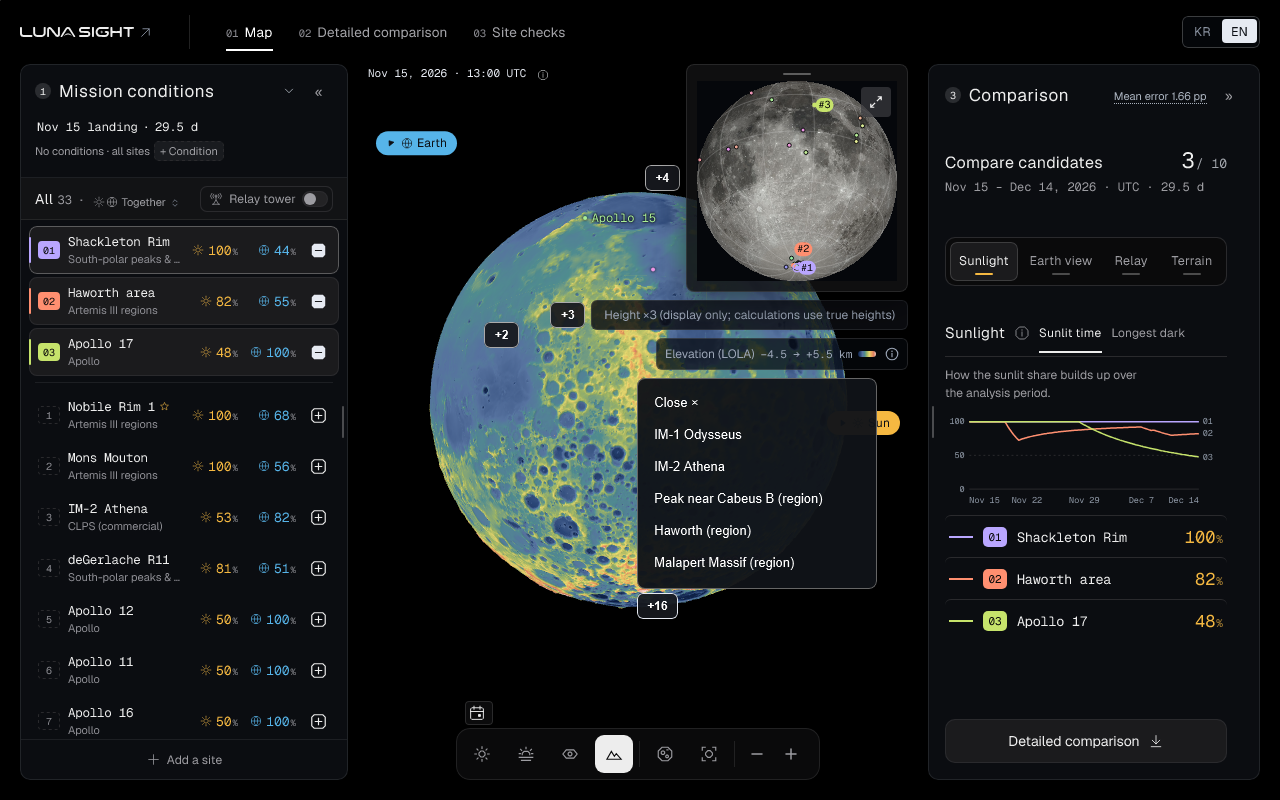 LUNA SIGHT
01 Map
02 Detailed comparison
03 Site checks
KR EN
1 Mission conditions
Nov 15 landing · 29.5 d
No conditions · all sites + Condition
All 33 · Together
Relay tower
01 Shackleton Rim 100% 44%
South-polar peaks & …
02 Haworth area 82% 55%
Artemis III regions
03 Apollo 17 48% 100%
Apollo
1 Nobile Rim 1 100% 68%
Artemis III regions
2 Mons Mouton 100% 56%
Artemis III regions
3 IM-2 Athena 53% 82%
CLPS (commercial)
4 deGerlache R11 81% 51%
South-polar peaks & …
5 Apollo 12 50% 100%
Apollo
6 Apollo 11 50% 100%
Apollo
7 Apollo 16 50% 100%
Apollo
+ Add a site
Nov 15, 2026 · 13:00 UTC
Earth
+4
Apollo 15
+3
+2
#3
#2
#1
Height ×3 (display only; calculations use true heights)
Elevation (LOLA) −4.5 → +5.5 km
Close ×
IM-1 Odysseus
IM-2 Athena
Peak near Cabeus B (region)
Haworth (region)
Malapert Massif (region)
+16
3 Comparison
Mean error 1.66 pp
Compare candidates 3 / 10
Nov 15 – Dec 14, 2026 · UTC · 29.5 d
Sunlight Earth view Relay Terrain
Sunlight Sunlit time Longest dark
How the sunlit share builds up over
the analysis period.
100
50
0
01
02
03
Nov 15 Nov 22 Nov 29 Dec 7 Dec 14
01 Shackleton Rim 100%
02 Haworth area 82%
03 Apollo 17 48%
Detailed comparison